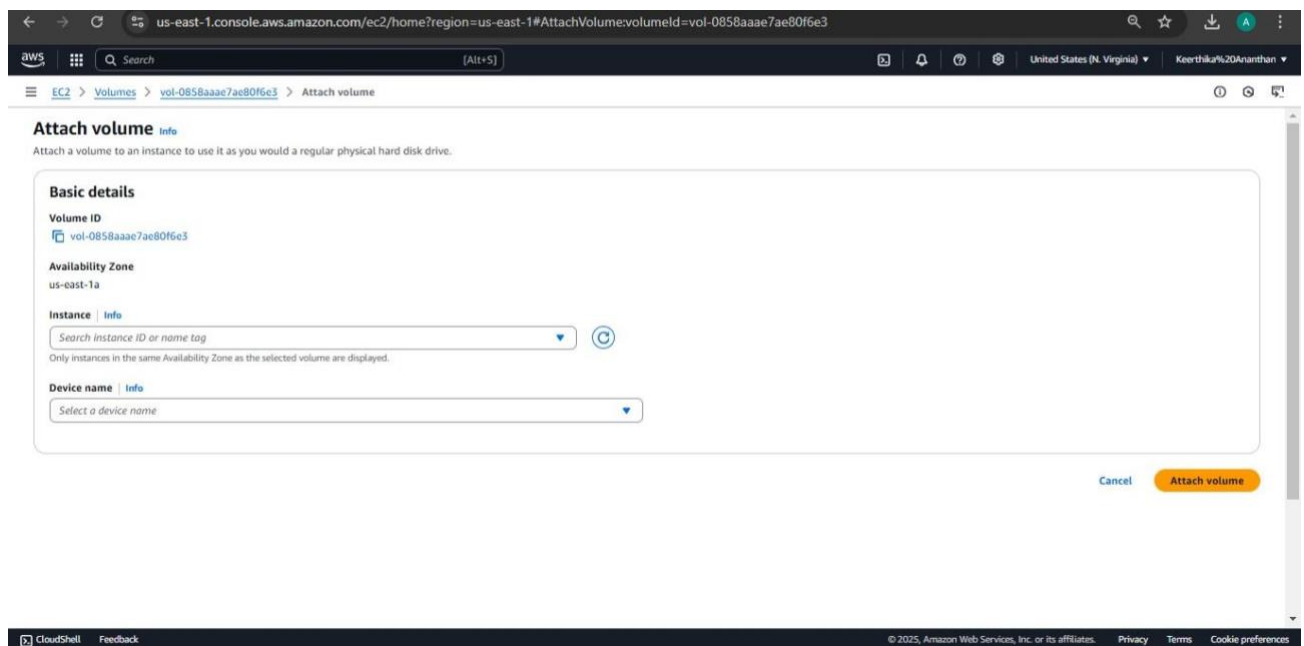 us-east-1.console.aws.amazon.com/ec2/home?region=us-east-1#AttachVolume:volumeId=vol-0858aaae7ae80f6e3
A
aws
Search [Alt+S]
United States (N. Virginia)
Keerthika%20Ananthan
EC2 > Volumes > vol-0858aaae7ae80f6e3 > Attach volume
Attach volume Info
Attach a volume to an instance to use it as you would a regular physical hard disk drive.
Basic details
Volume ID
vol-0858aaae7ae80f6e3
Availability Zone
us-east-1a
Instance | Info
Search instance ID or name tag
Only instances in the same Availability Zone as the selected volume are displayed.
Device name | Info
Select a device name
Cancel
Attach volume
CloudShell Feedback
© 2025, Amazon Web Services, Inc. or its affiliates. Privacy Terms Cookie preferences